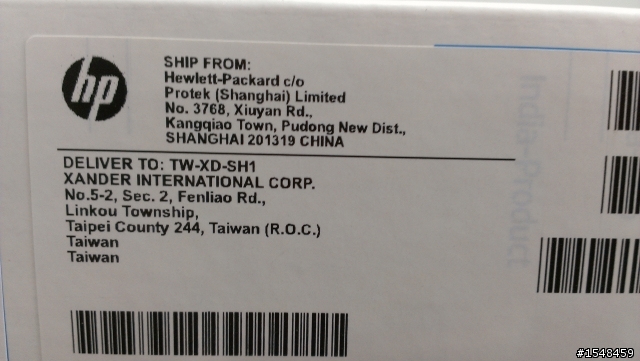 hp
SHIP FROM:
Hewlett-Packard c/o
Protek (Shanghai) Limited
No. 3768, Xiuyan Rd.,
Kangqiao Town, Pudong New Dist.,
SHANGHAI 201319 CHINA
DELIVER TO: TW-XD-SH1
XANDER INTERNATIONAL CORP.
No.5-2, Sec. 2, Fenliao Rd.,
Linkou Township,
Taipei County 244, Taiwan (R.O.C.)
Taiwan
Taiwan
India-Product
#1548459